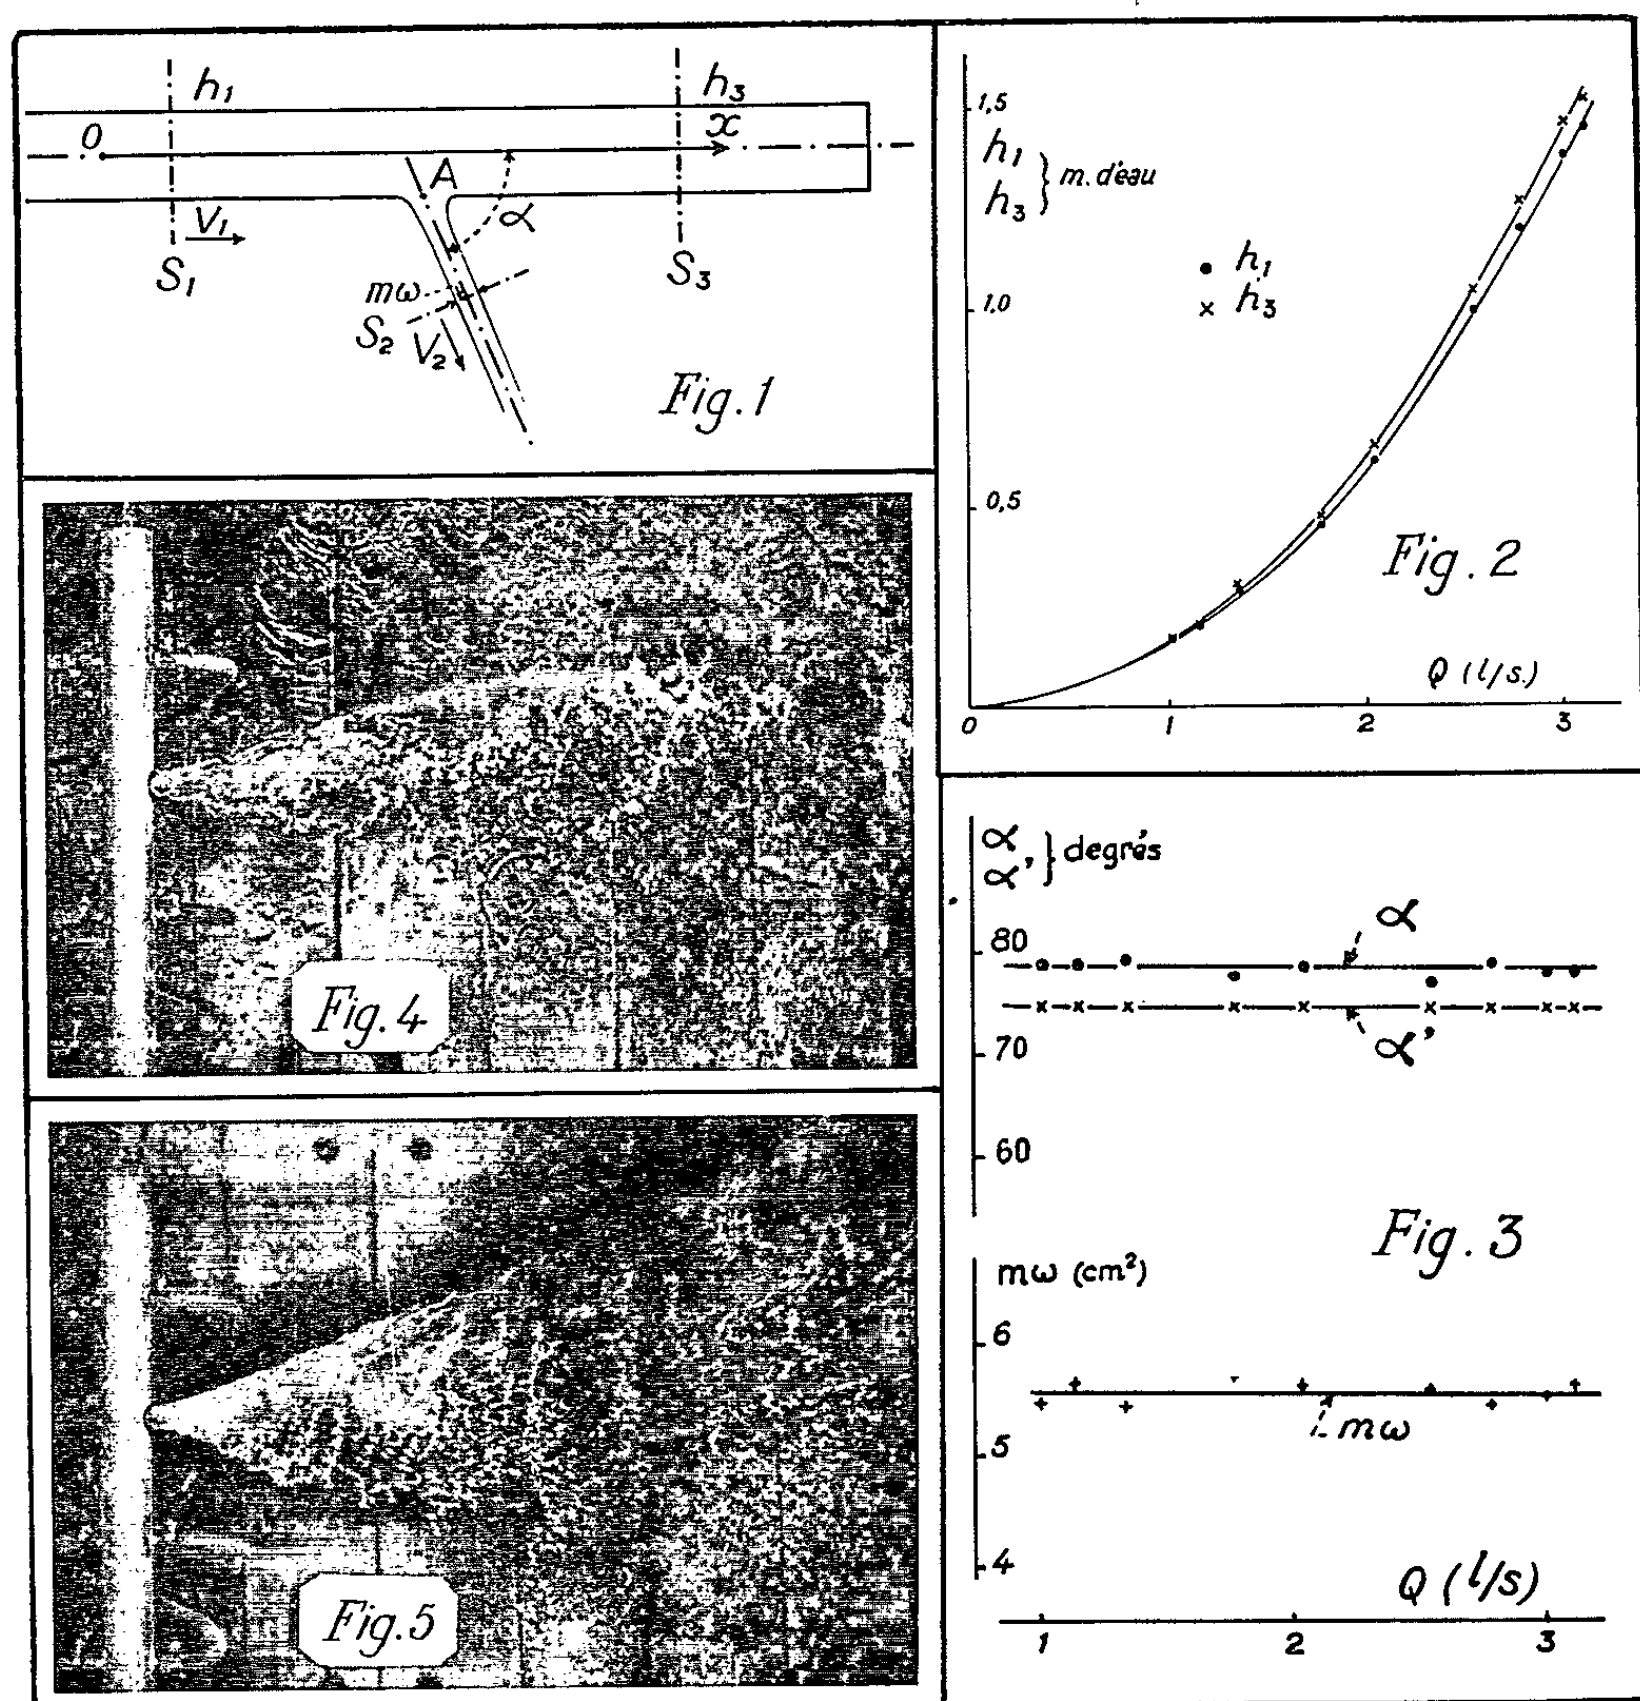 h₁
h₃
O
x
A
α
V₁
S₁
S₃
mω
S₂
V₂
Fig. 1
1,5
h₁
h₃ } m. d'eau
• h₁
× h₃
1,0
0,5
Fig. 2
Q (l/s.)
0 1 2 3
Fig. 4
Fig. 5
α
α' } degrés
α
80
α'
70
60
Fig. 3
mω (cm²)
6
mω
5
4
Q (l/s)
1 2 3